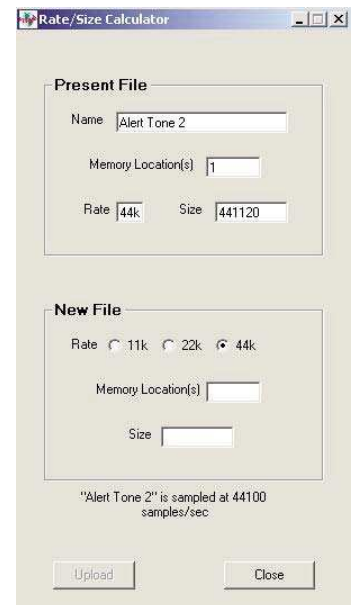 Rate/Size Calculator
Present File
Name Alert Tone 2
Memory Location(s) 1
Rate 44k Size 441120
New File
Rate 11k 22k 44k
Memory Location(s)
Size
"Alert Tone 2" is sampled at 44100
samples/sec
Upload Close